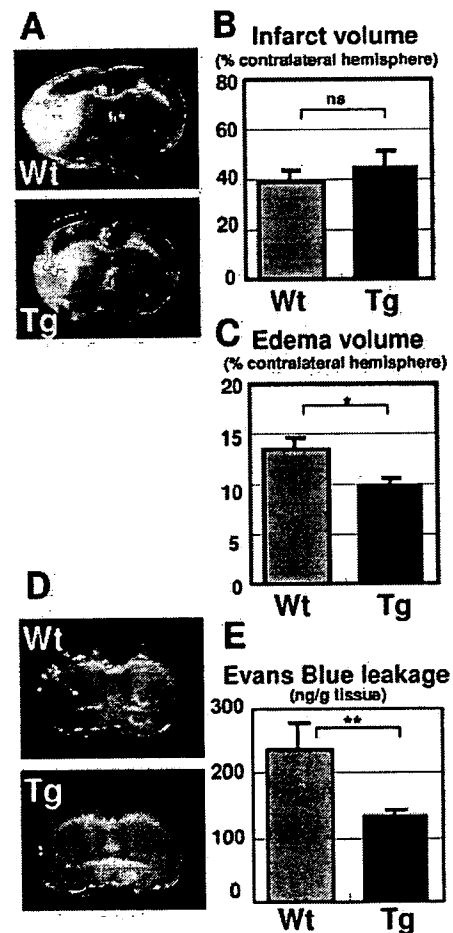 A
Wt
Tg
B
Infarct volume
(% contralateral hemisphere)
80
60
40
20
0
ns
Wt
Tg
C
Edema volume
(% contralateral hemisphere)
20
15
10
5
0
*
Wt
Tg
D
Wt
Tg
E
Evans Blue leakage
(ng/g tissue)
300
200
100
0
**
Wt
Tg